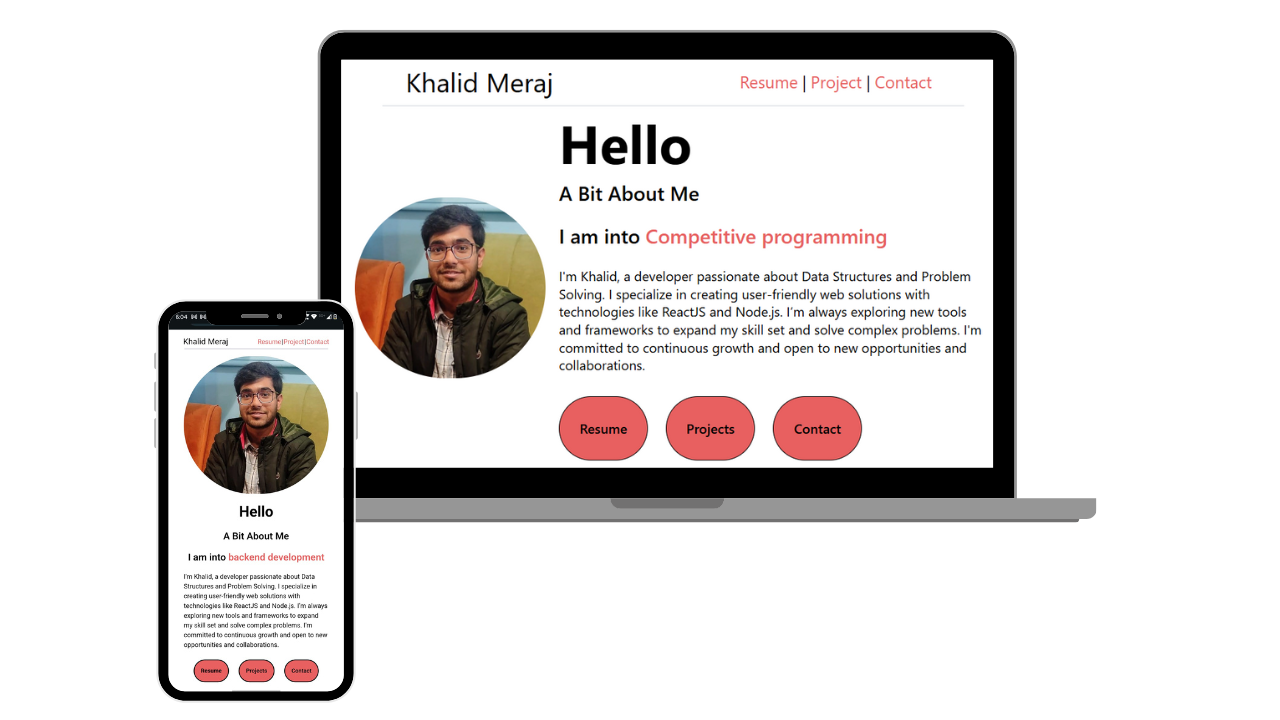 Khalid Meraj
Resume | Project | Contact
Hello
A Bit About Me
I am into Competitive programming
I'm Khalid, a developer passionate about Data Structures and Problem
Solving. I specialize in creating user-friendly web solutions with
technologies like ReactJS and Node.js. I'm always exploring new tools
and frameworks to expand my skill set and solve complex problems. I'm
committed to continuous growth and open to new opportunities and
collaborations.
Resume
Projects
Contact
6:04
Khalid Meraj
Resume|Project|Contact
Hello
A Bit About Me
I am into backend development
I'm Khalid, a developer passionate about Data
Structures and Problem Solving. I specialize in
creating user-friendly web solutions with
technologies like ReactJS and Node.js. I'm always
exploring new tools and frameworks to expand
my skill set and solve complex problems. I'm
committed to continuous growth and open to new
opportunities and collaborations.
Resume
Projects
Contact